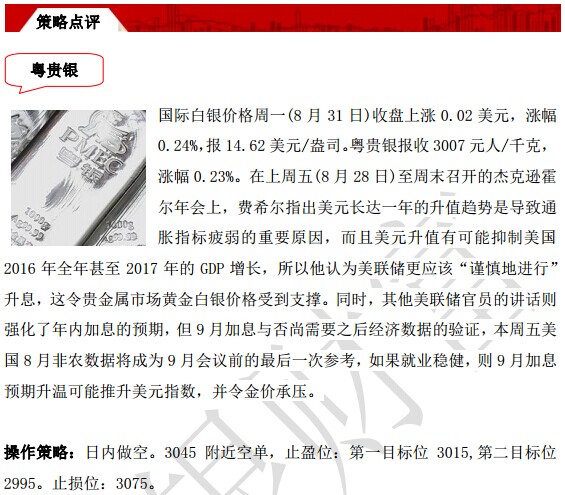 策略点评
粤贵银
国际白银价格周一(8 月 31 日)收盘上涨 0.02 美元，涨幅
0.24%,报 14.62 美元/盎司。粤贵银报收 3007 元人/千克，
涨幅 0.23%。在上周五(8 月 28 日)至周末召开的杰克逊霍
尔年会上，费希尔指出美元长达一年的升值趋势是导致通
胀指标疲弱的重要原因，而且美元升值有可能抑制美国
2016 年全年甚至 2017 年的 GDP 增长，所以他认为美联储更应该“谨慎地进行”
升息，这令贵金属市场黄金白银价格受到支撑。同时，其他美联储官员的讲话则
强化了年内加息的预期，但 9 月加息与否尚需要之后经济数据的验证，本周五美
国 8 月非农数据将成为 9 月会议前的最后一次参考，如果就业稳健，则 9 月加息
预期升温可能推升美元指数，并令金价承压。
操作策略：日内做空。3045 附近空单，止盈位：第一目标位 3015,第二目标位
2995。止损位：3075。
PMEC
1000g